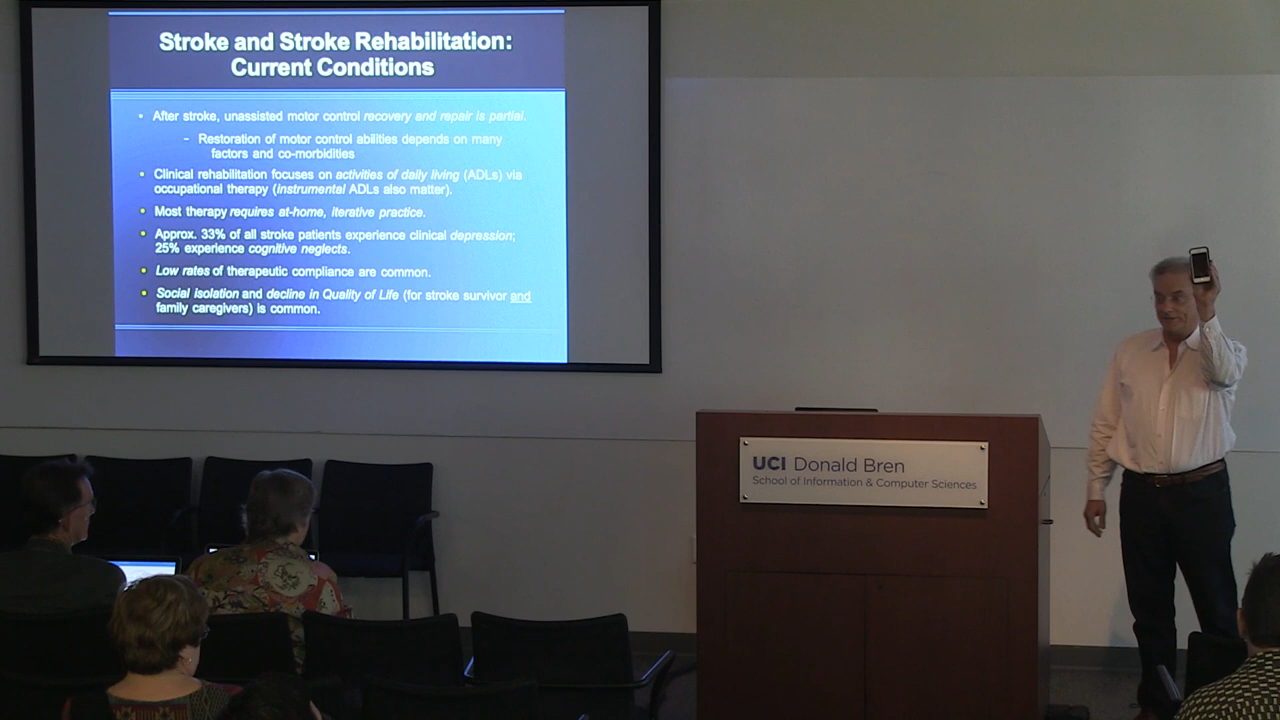 Stroke and Stroke Rehabilitation:
Current Conditions
• After stroke, unassisted motor control recovery and repair is partial.
– Restoration of motor control abilities depends on many
factors and co-morbidities
• Clinical rehabilitation focuses on activities of daily living (ADLs) via
occupational therapy (instrumental ADLs also matter).
• Most therapy requires at-home, iterative practice.
• Approx. 33% of all stroke patients experience clinical depression;
25% experience cognitive neglects.
• Low rates of therapeutic compliance are common.
• Social isolation and decline in Quality of Life (for stroke survivor and
family caregivers) is common.
UCI Donald Bren
School of Information & Computer Sciences